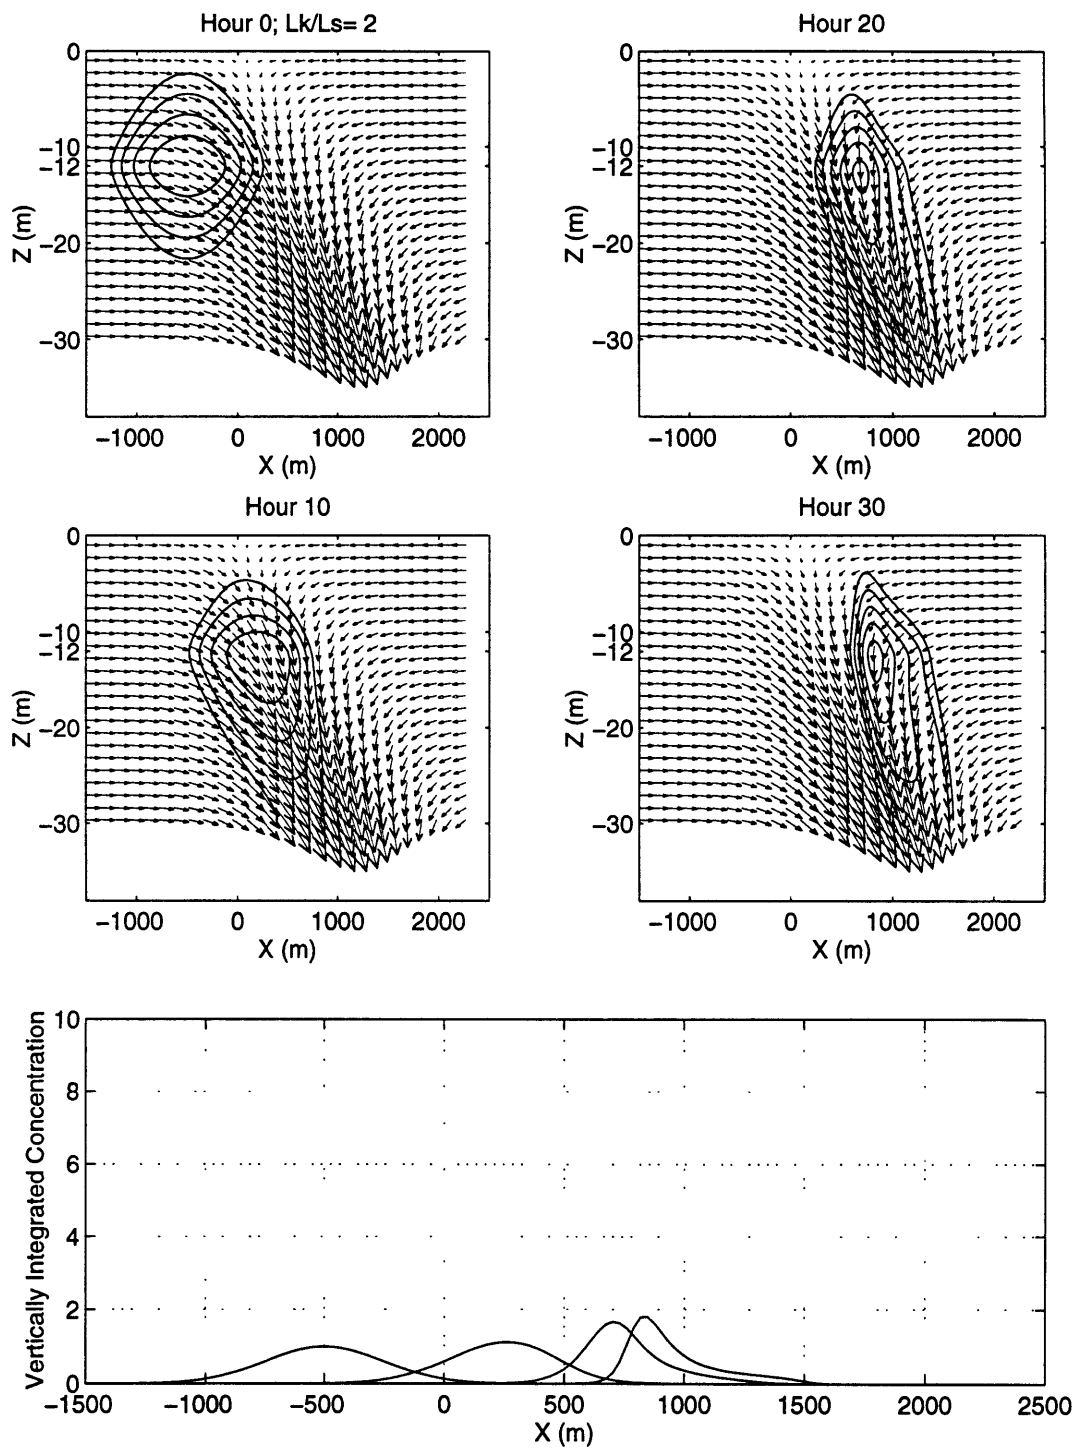 Hour 0; Lk/Ls= 2
0
−10
−12
−20
−30
Z (m)
−1000 0 1000 2000
X (m)
Hour 20
0
−10
−12
−20
−30
Z (m)
−1000 0 1000 2000
X (m)
Hour 10
0
−10
−12
−20
−30
Z (m)
−1000 0 1000 2000
X (m)
Hour 30
0
−10
−12
−20
−30
Z (m)
−1000 0 1000 2000
X (m)
Vertically Integrated Concentration
10
8
6
4
2
0
−1500 −1000 −500 0 500 1000 1500 2000 2500
X (m)